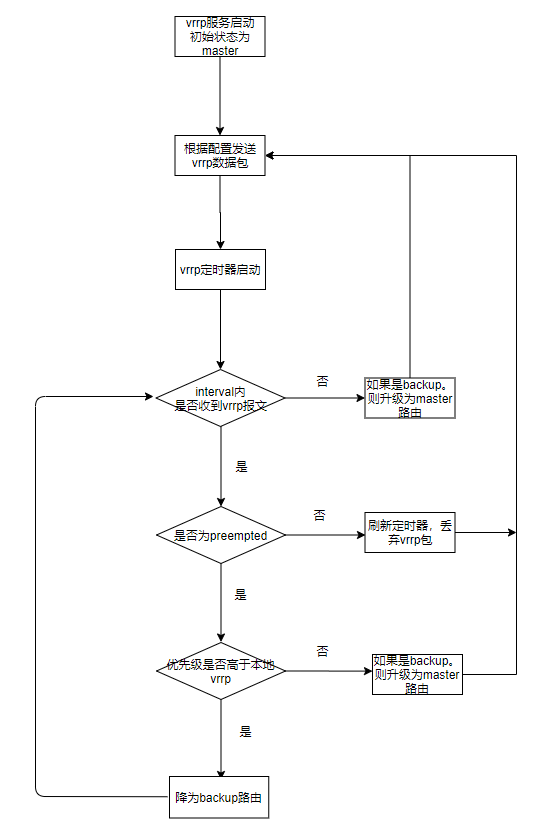 vrrp服务启动
初始状态为
master
根据配置发送
vrrp数据包
vrrp定时器启动
interval内
是否收到vrrp报文
否
如果是backup。
则升级为master
路由
是
是否为preempted
否
刷新定时器，丢
弃vrrp包
是
优先级是否高于本地
vrrp
否
如果是backup。
则升级为master
路由
是
降为backup路由